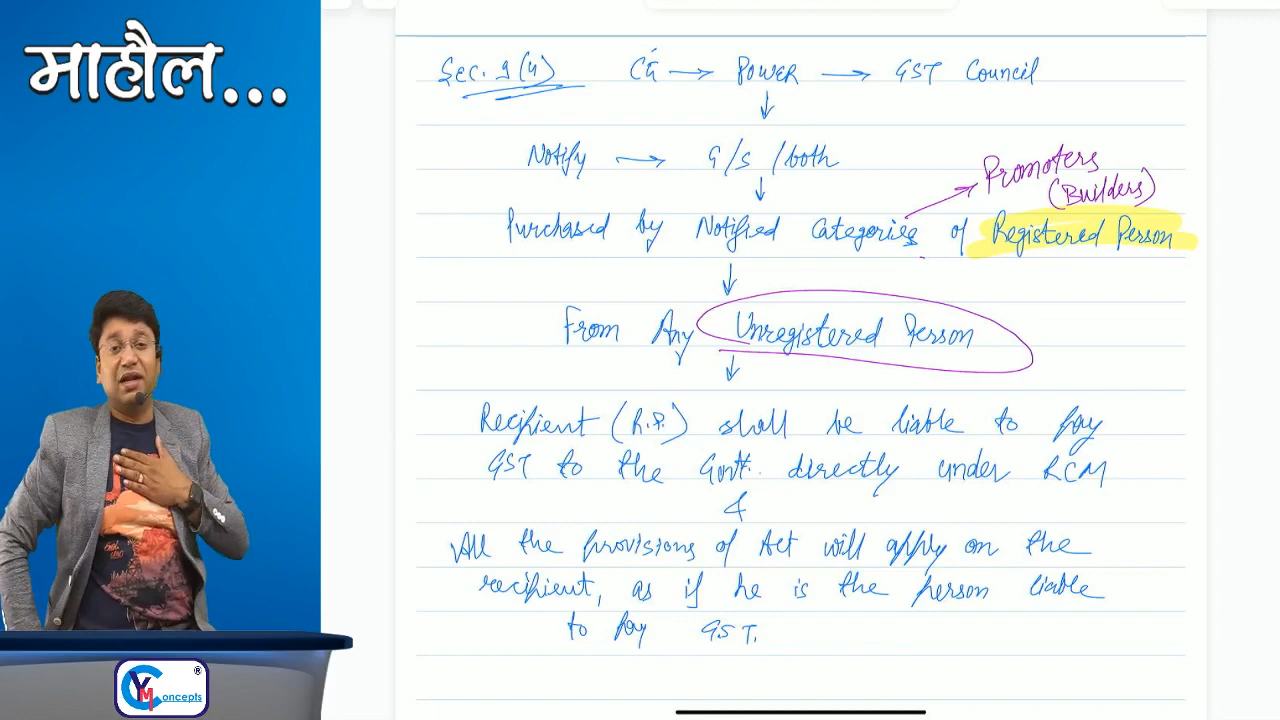 माहौल...
Sec. 9(4) CG → POWER → GST Council
↓
Notify → G/S /both
↓
Promoters
(Builders)
Purchased by Notified Categories of Registered Person
↓
From Any Unregistered Person
↓
Recipient (R.P.) shall be liable to pay
GST to the Govt. directly under RCM
&
All the provisions of Act will apply on the
recipient, as if he is the person liable
to pay GST.
YM Concepts ®